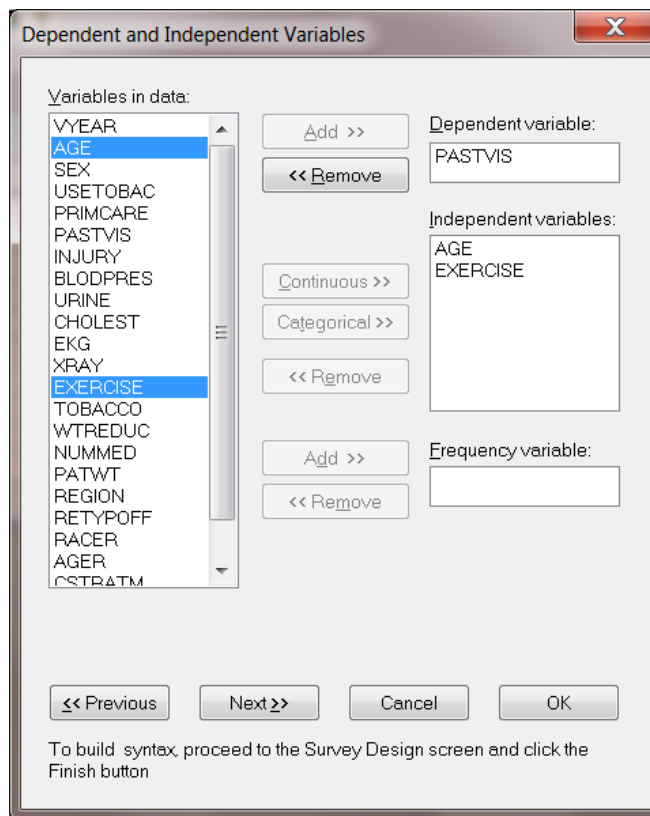 Dependent and Independent Variables
X
Variables in data:
VYEAR
AGE
SEX
USETOBAC
PRIMCARE
PASTVIS
INJURY
BLODPRES
URINE
CHOLEST
EKG
XRAY
EXERCISE
TOBACCO
WTREDUC
NUMMED
PATWT
REGION
RETYPOFF
RACER
AGER
CSTRATM
Add >>
<< Remove
Continuous >>
Categorical >>
<< Remove
Add >>
<< Remove
Dependent variable:
PASTVIS
Independent variables:
AGE
EXERCISE
Frequency variable:
<< Previous
Next >>
Cancel
OK
To build syntax, proceed to the Survey Design screen and click the
Finish button